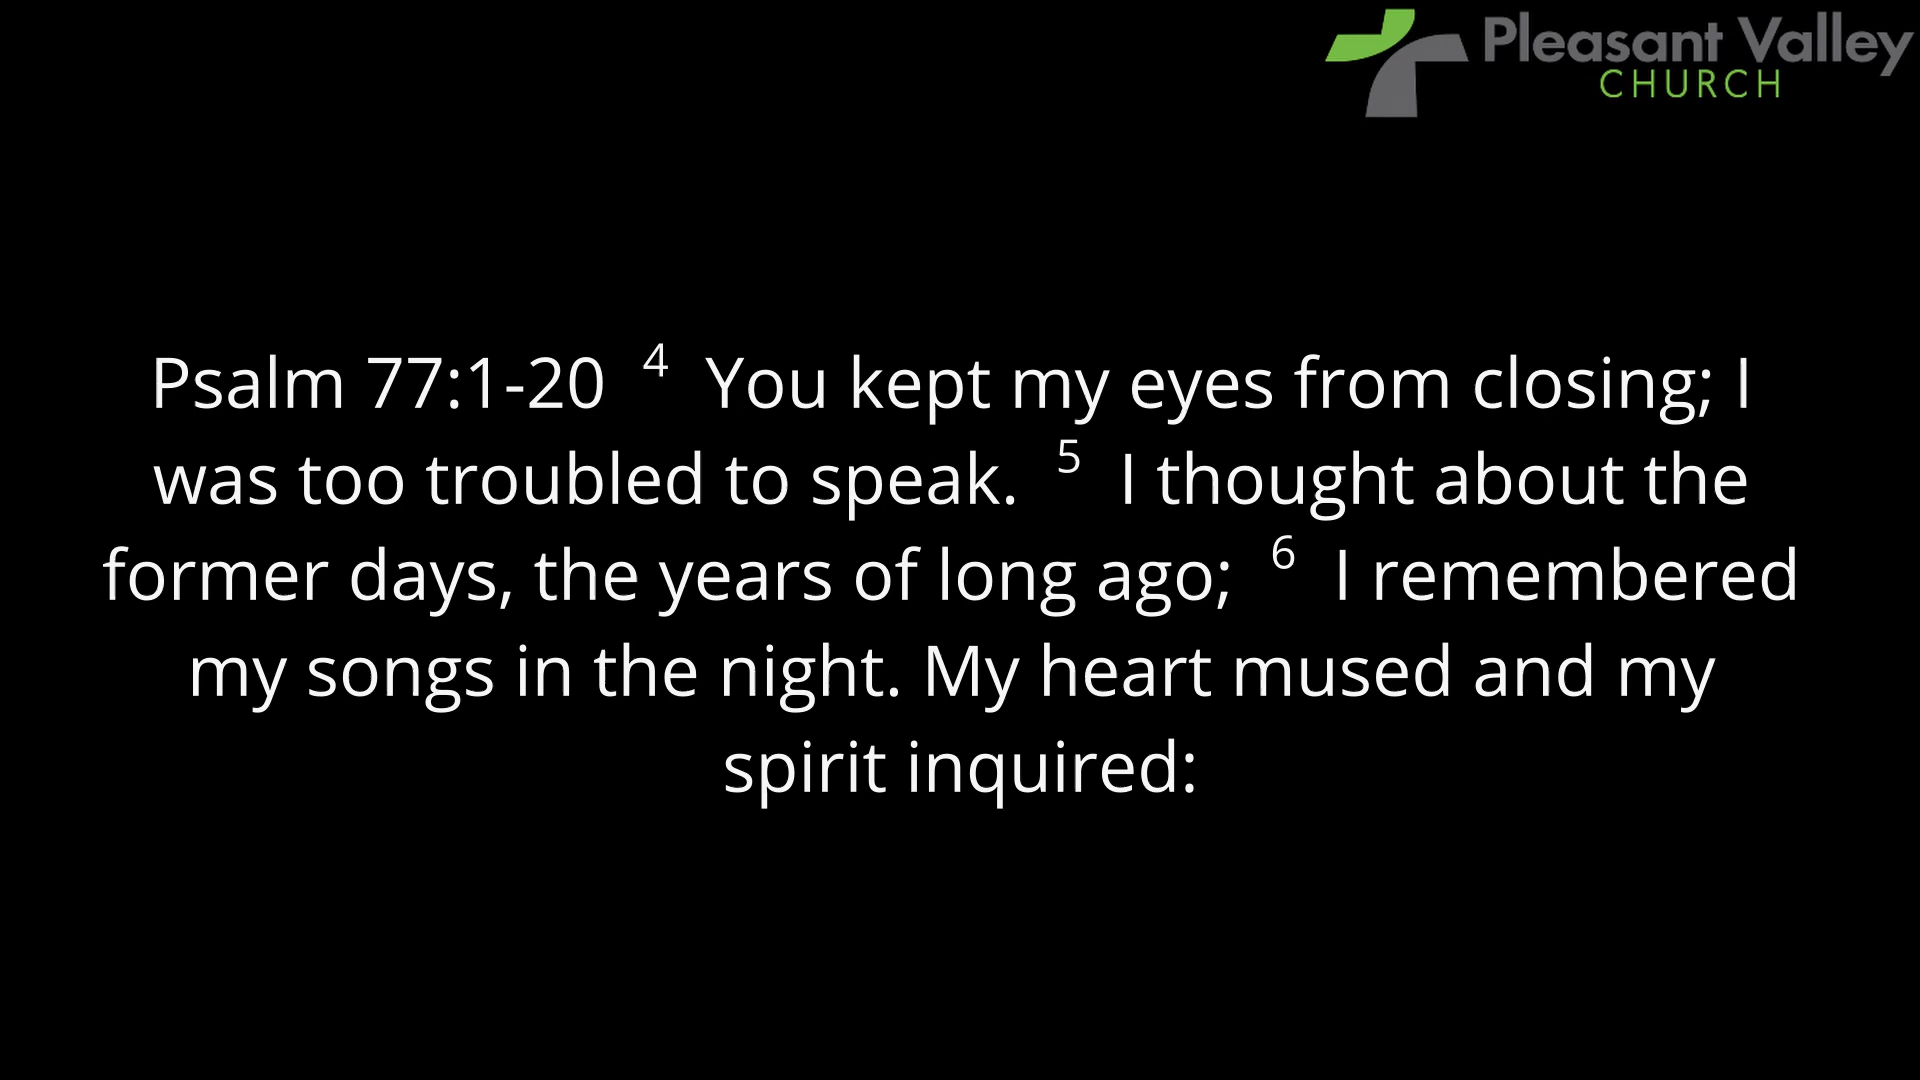 Pleasant Valley
CHURCH
Psalm 77:1-20 4 You kept my eyes from closing; I
was too troubled to speak. 5 I thought about the
former days, the years of long ago; 6 I remembered
my songs in the night. My heart mused and my
spirit inquired: